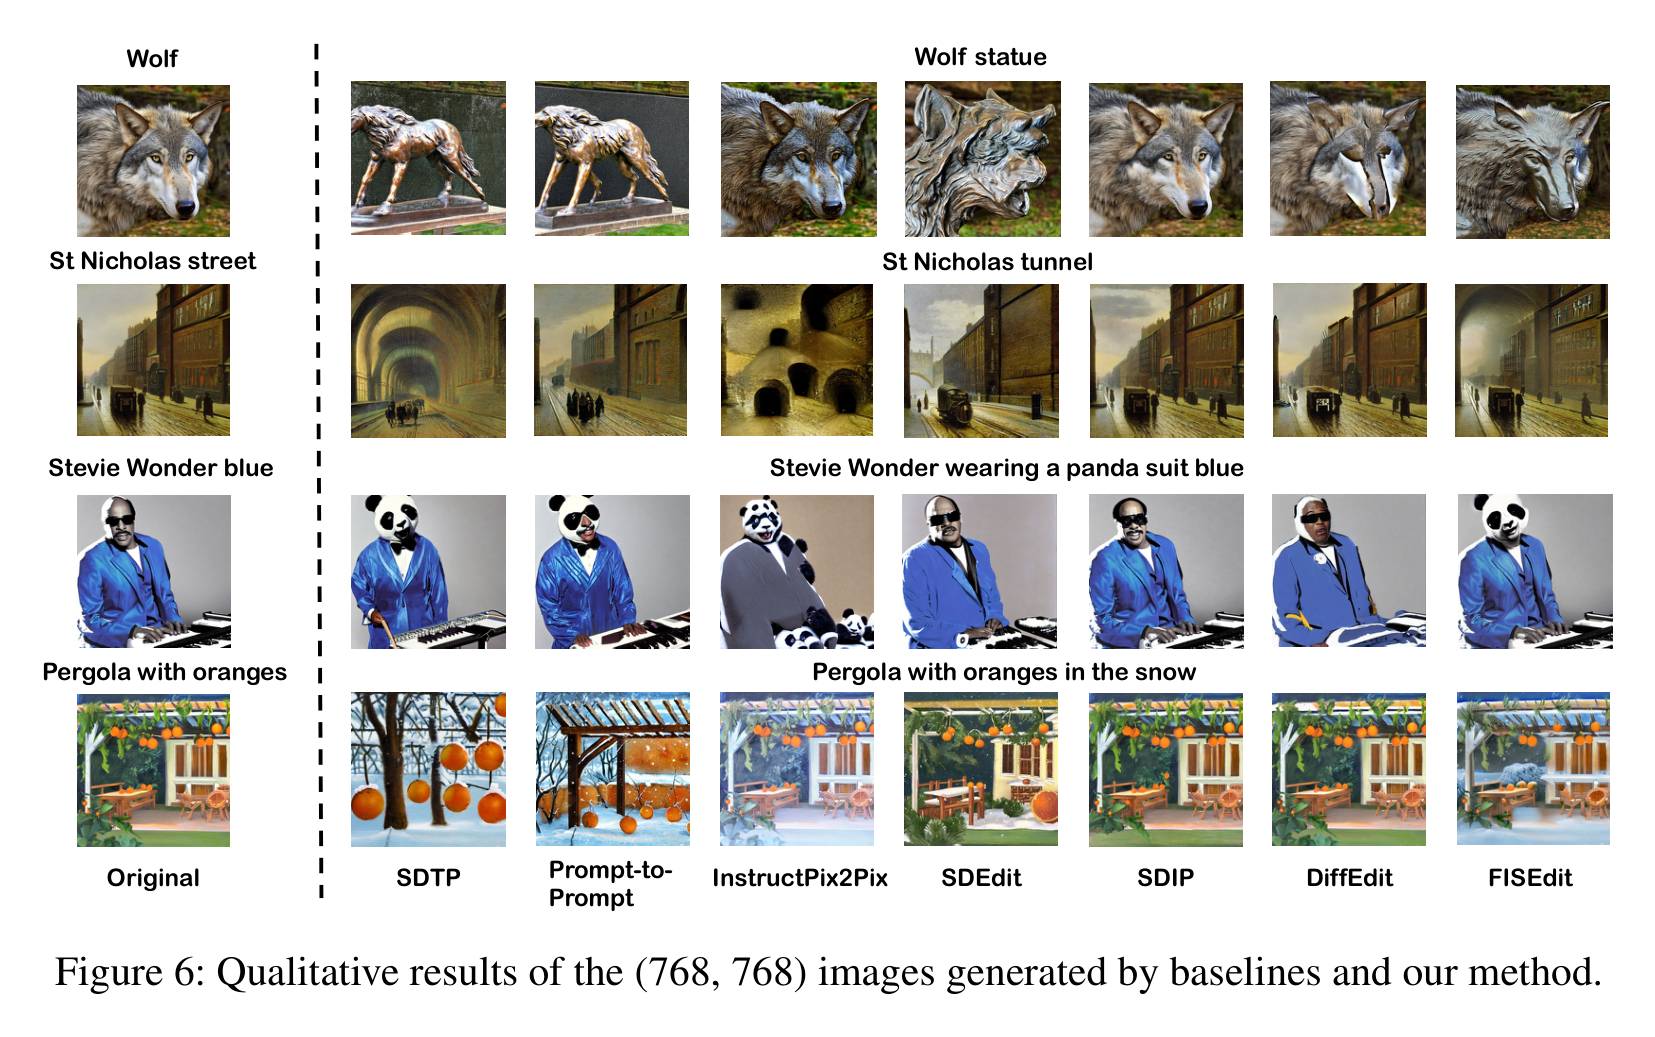 Wolf
Wolf statue
St Nicholas street
St Nicholas tunnel
Stevie Wonder blue
Stevie Wonder wearing a panda suit blue
Pergola with oranges
Pergola with oranges in the snow
Original
SDTP
Prompt-to-
Prompt
InstructPix2Pix
SDEdit
SDIP
DiffEdit
FISEdit
Figure 6: Qualitative results of the (768, 768) images generated by baselines and our method.